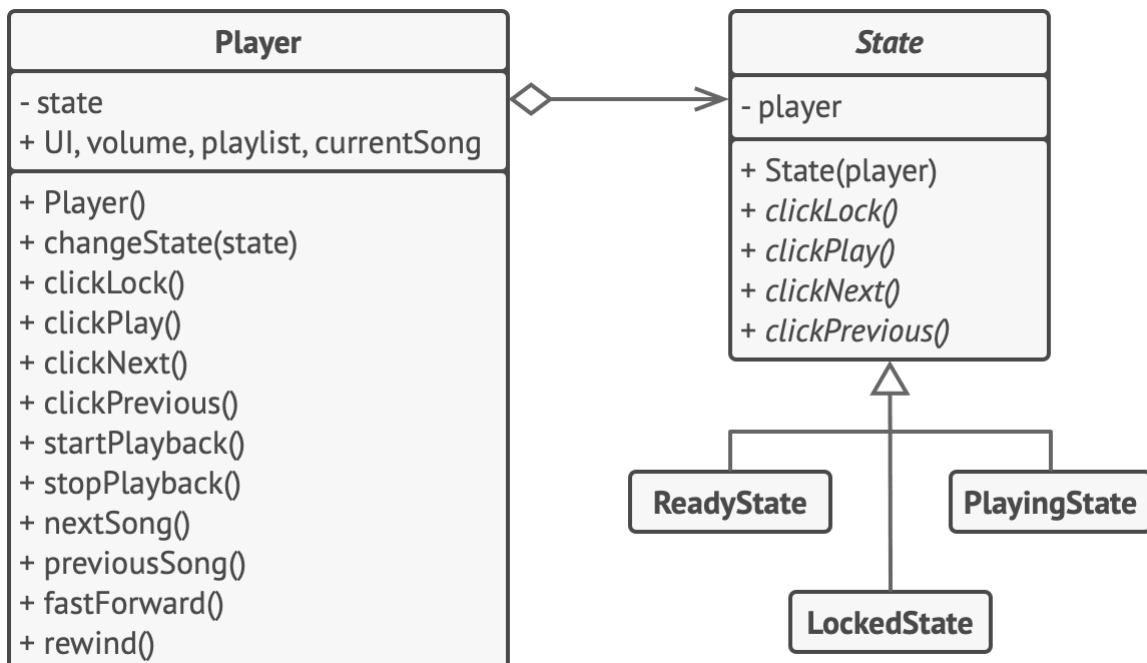 Player
- state
+ UI, volume, playlist, currentSong
+ Player()
+ changeState(state)
+ clickLock()
+ clickPlay()
+ clickNext()
+ clickPrevious()
+ startPlayback()
+ stopPlayback()
+ nextSong()
+ previousSong()
+ fastForward()
+ rewind()
State
- player
+ State(player)
+ clickLock()
+ clickPlay()
+ clickNext()
+ clickPrevious()
ReadyState
PlayingState
LockedState